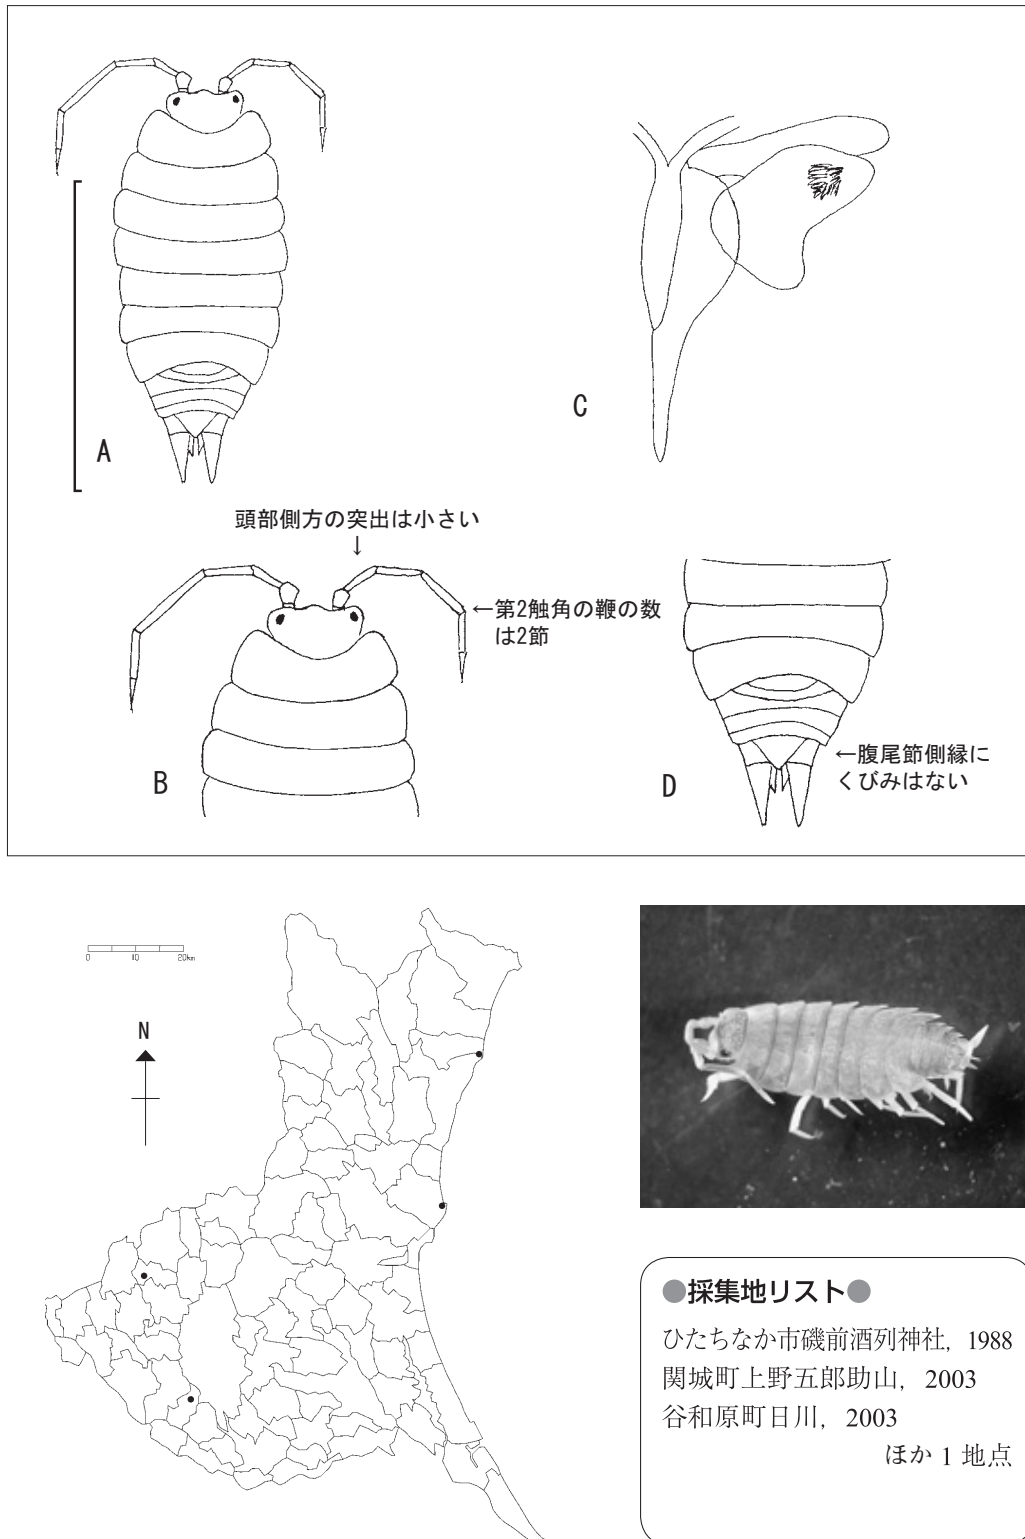 A
C
頭部側方の突出は小さい
↓
←第2触角の鞭の数
は2節
B
D
←腹尾節側縁に
くびみはない
0 10 20km
N
●採集地リスト●
ひたちなか市磯前酒列神社, 1988
関城町上野五郎助山, 2003
谷和原町日川, 2003
ほか 1 地点